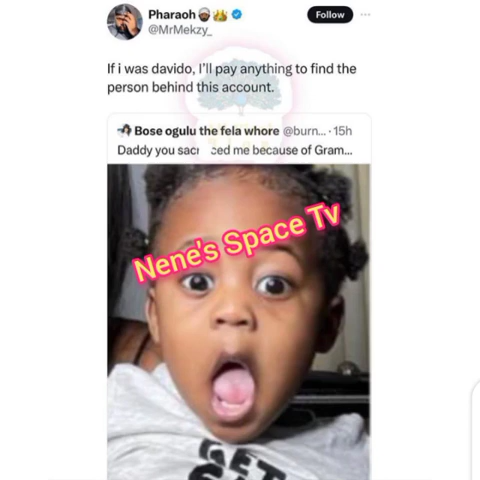 Pharaoh
@MrMekzy_
Follow
If i was davido, I'll pay anything to find the
person behind this account.
Bose ogulu the fela whore @burn... · 15h
Daddy you sacr ced me because of Gram...
Nene's Space Tv
GET